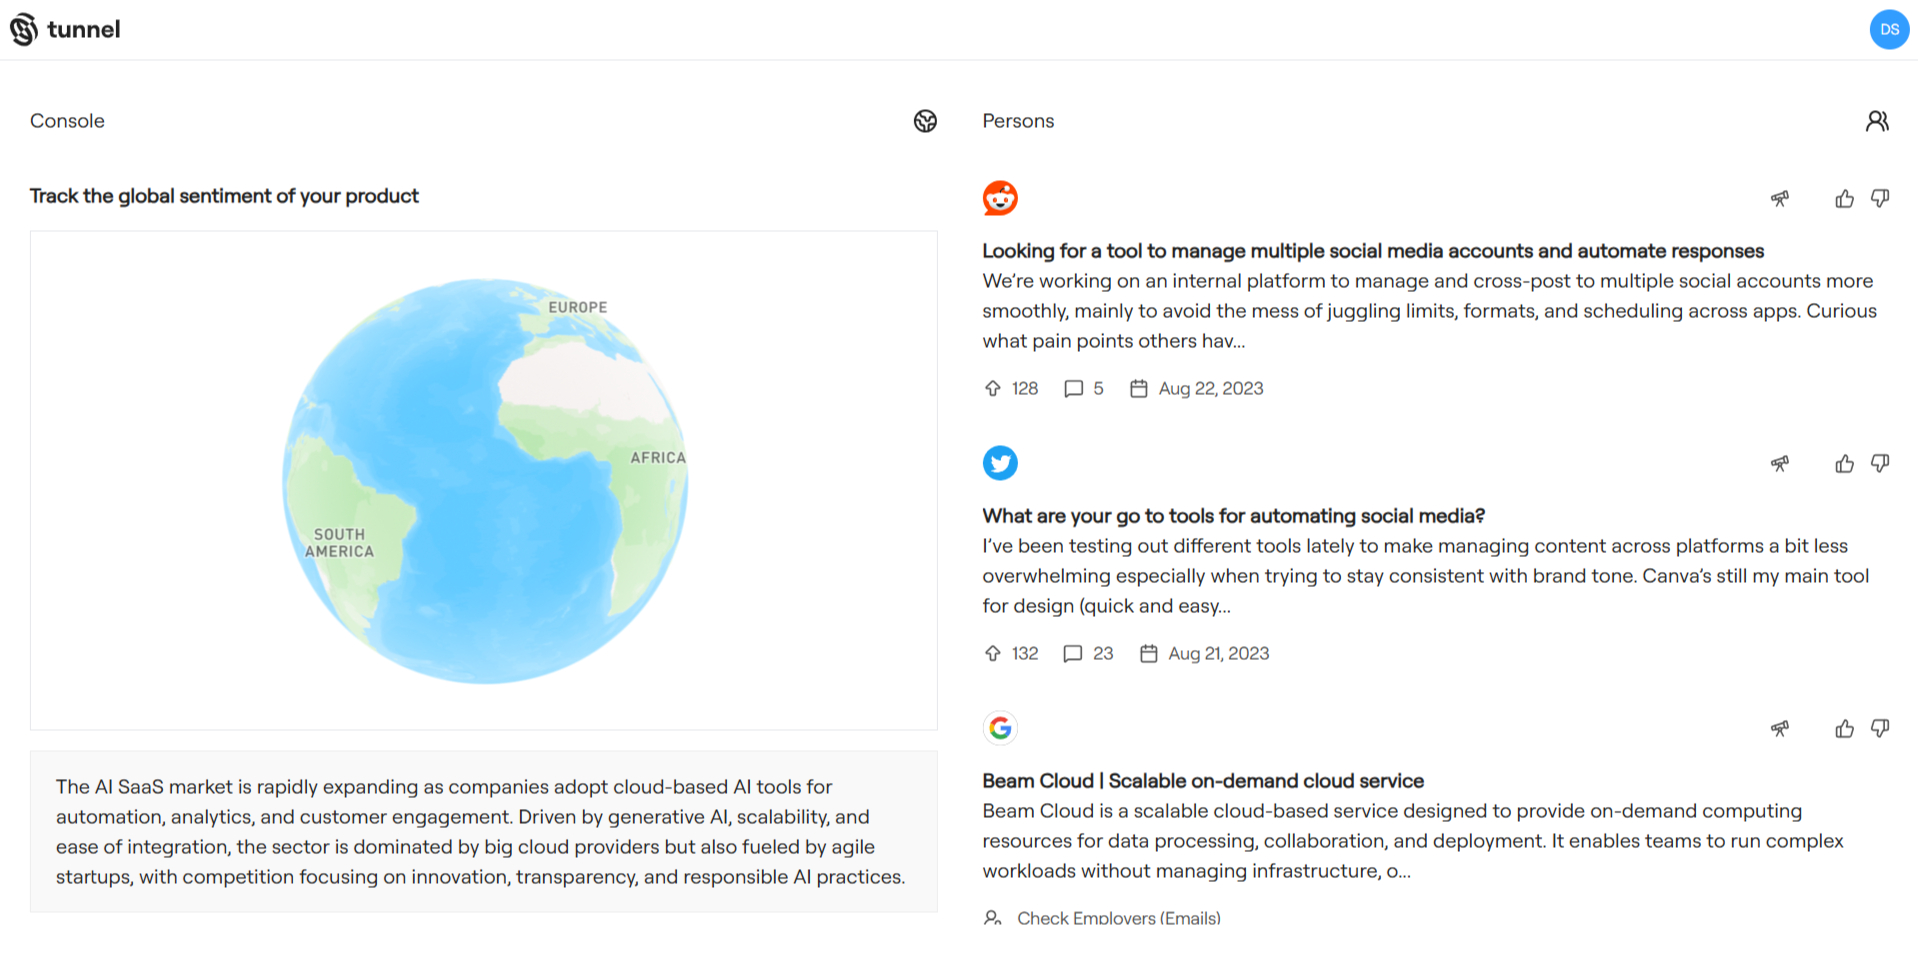 tunnel
DS
Console
Track the global sentiment of your product
EUROPE
AFRICA
SOUTH
AMERICA
The AI SaaS market is rapidly expanding as companies adopt cloud-based AI tools for
automation, analytics, and customer engagement. Driven by generative AI, scalability, and
ease of integration, the sector is dominated by big cloud providers but also fueled by agile
startups, with competition focusing on innovation, transparency, and responsible AI practices.
Persons
Looking for a tool to manage multiple social media accounts and automate responses
We’re working on an internal platform to manage and cross-post to multiple social accounts more
smoothly, mainly to avoid the mess of juggling limits, formats, and scheduling across apps. Curious
what pain points others hav...
128 5 Aug 22, 2023
What are your go to tools for automating social media?
I’ve been testing out different tools lately to make managing content across platforms a bit less
overwhelming especially when trying to stay consistent with brand tone. Canva’s still my main tool
for design (quick and easy...
132 23 Aug 21, 2023
Beam Cloud | Scalable on-demand cloud service
Beam Cloud is a scalable cloud-based service designed to provide on-demand computing
resources for data processing, collaboration, and deployment. It enables teams to run complex
workloads without managing infrastructure, o...
Check Employers (Emails)